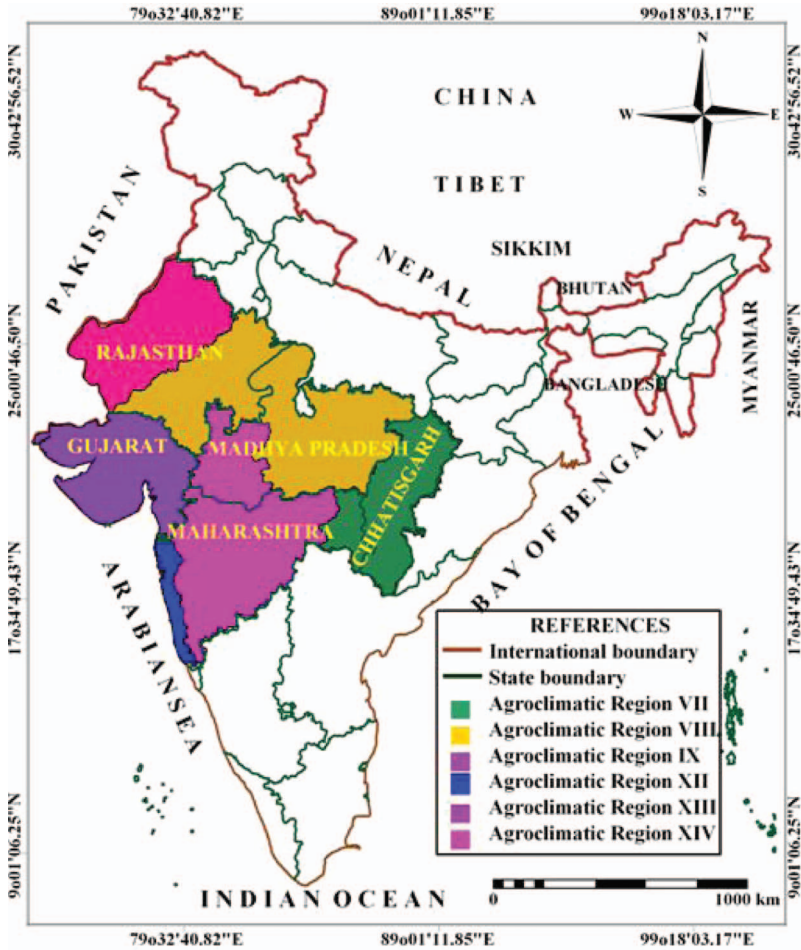 79o32'40.82"E 89o01'11.85"E 99o18'03.17"E
30o42'56.52"N
30o42'56.52"N
N
W
E
S
CHINA
TIBET
PAKISTAN
NEPAL
SIKKIM
BHUTAN
MYANMAR
BANGLADESH
25o00'46.50"N
25o00'46.50"N
RAJASTHAN
GUJARAT
MADHYA PRADESH
CHHATISGARH
MAHARASHTRA
17o34'49.43"N
17o34'49.43"N
ARABIANSEA
BAY OF BENGAL
REFERENCES
International boundary
State boundary
Agroclimatic Region VII
Agroclimatic Region VIII.
Agroclimatic Region IX
Agroclimatic Region XII
Agroclimatic Region XIII
Agroclimatic Region XIV
9o01'06.25"N
9o01'06.25"N
INDIAN OCEAN
0 1000 km
79o32'40.82"E 89o01'11.85"E 99o18'03.17"E